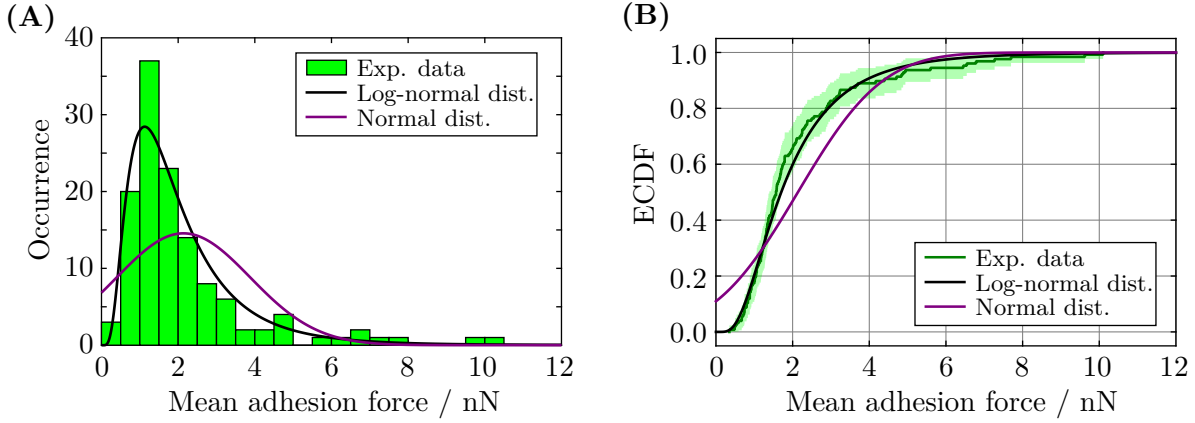 (A)
40
30
20
10
0
Occurrence
Exp. data
Log-normal dist.
Normal dist.
0 2 4 6 8 10 12
Mean adhesion force / nN
(B)
1.0
0.8
0.6
0.4
0.2
0.0
ECDF
Exp. data
Log-normal dist.
Normal dist.
0 2 4 6 8 10 12
Mean adhesion force / nN